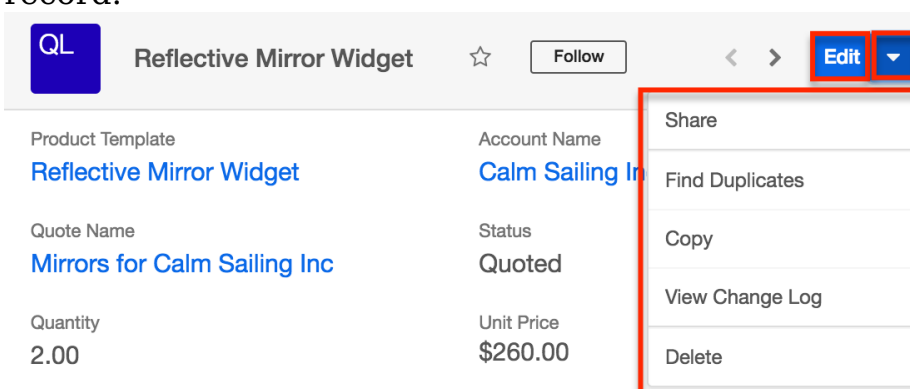 record:
QL
Reflective Mirror Widget
Follow
Edit
Share
Product Template
Account Name
Reflective Mirror Widget
Calm Sailing In
Find Duplicates
Quote Name
Status
Copy
Mirrors for Calm Sailing Inc
Quoted
View Change Log
Quantity
Unit Price
2.00
$260.00
Delete